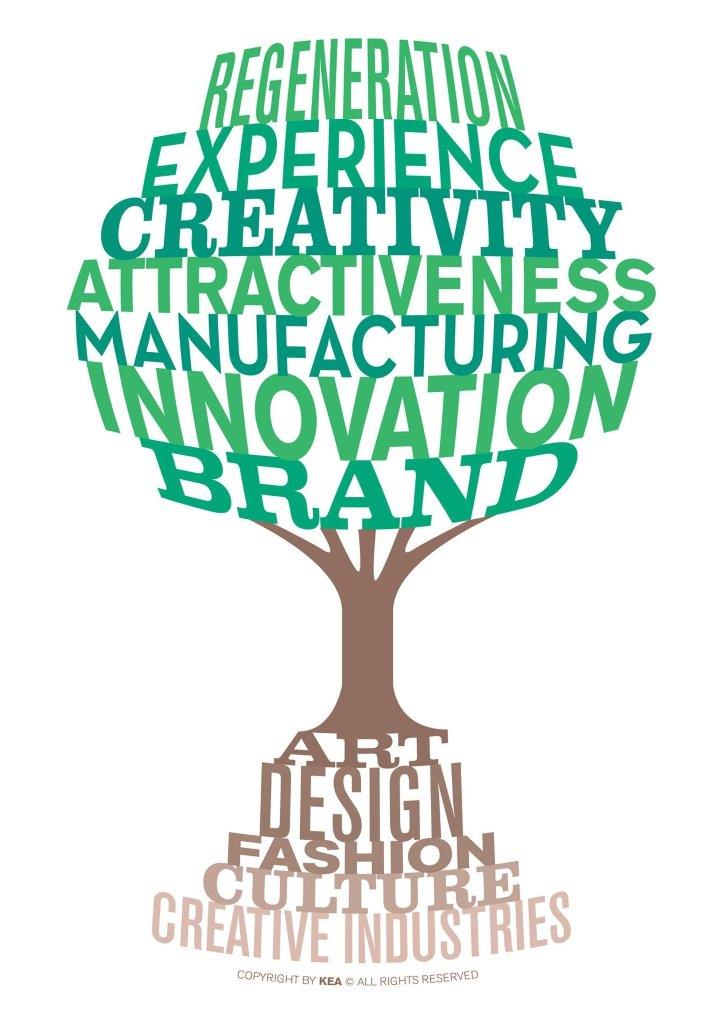 REGENERATION
EXPERIENCE
CREATIVITY
ATTRACTIVENESS
MANUFACTURING
INNOVATION
BRAND
ART
DESIGN
FASHION
CULTURE
CREATIVE INDUSTRIES
COPYRIGHT BY KEA © ALL RIGHTS RESERVED